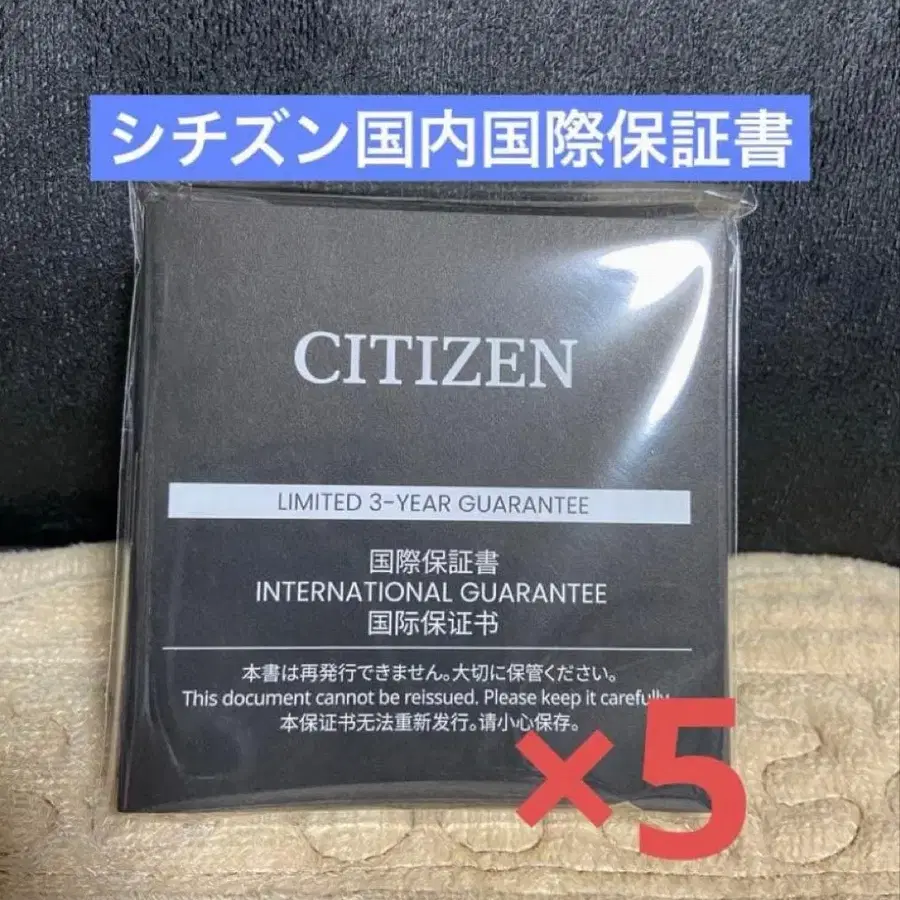 シチズン国内国際保証書
CITIZEN
LIMITED 3-YEAR GUARANTEE
国際保証書
INTERNATIONAL GUARANTEE
国际保证书
本書は再発行できません。大切に保管ください。
This document cannot be reissued. Please keep it carefully.
本保证书无法重新发行。请小心保存。
×5